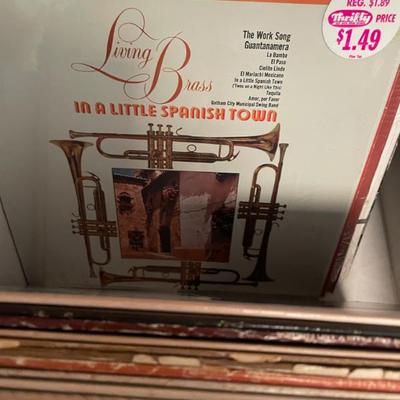 REG. $1.89
Thrifty PRICE
$1.49
Living
Brass
The Work Song
Guantanamera
La Bamba
El Paso
Cielito Lindo
El Mariachi Mexicano
In a Little Spanish Town
('Twas on a Night Like This)
Tequila
Amor, por Favor
Gotham City Municipal Swing Band
IN A LITTLE SPANISH TOWN